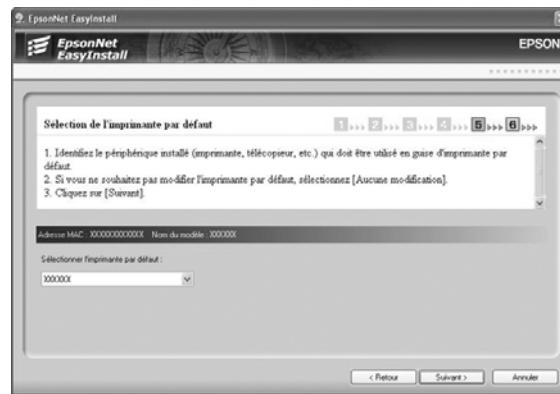 EpsonNet EasyInstall
EpsonNet
EasyInstall
EPSON
Sélection de l'imprimante par défaut
1 >>> 2 >>> 3 >>> 4 >>> 5 >>> 6 >>>
1. Identifiez le périphérique installé (imprimante, télécopieur, etc.) qui doit être utilisé en guise d'imprimante par
défaut.
2. Si vous ne souhaitez pas modifier l'imprimante par défaut, sélectionnez [Aucune modification].
3. Cliquez sur [Suivant].
Adresse MAC : XXXXXXXXXXXX Nom du modèle : XXXXXX
Sélectionner l'imprimante par défaut :
XXXXXX
< Retour Suivant > Annuler